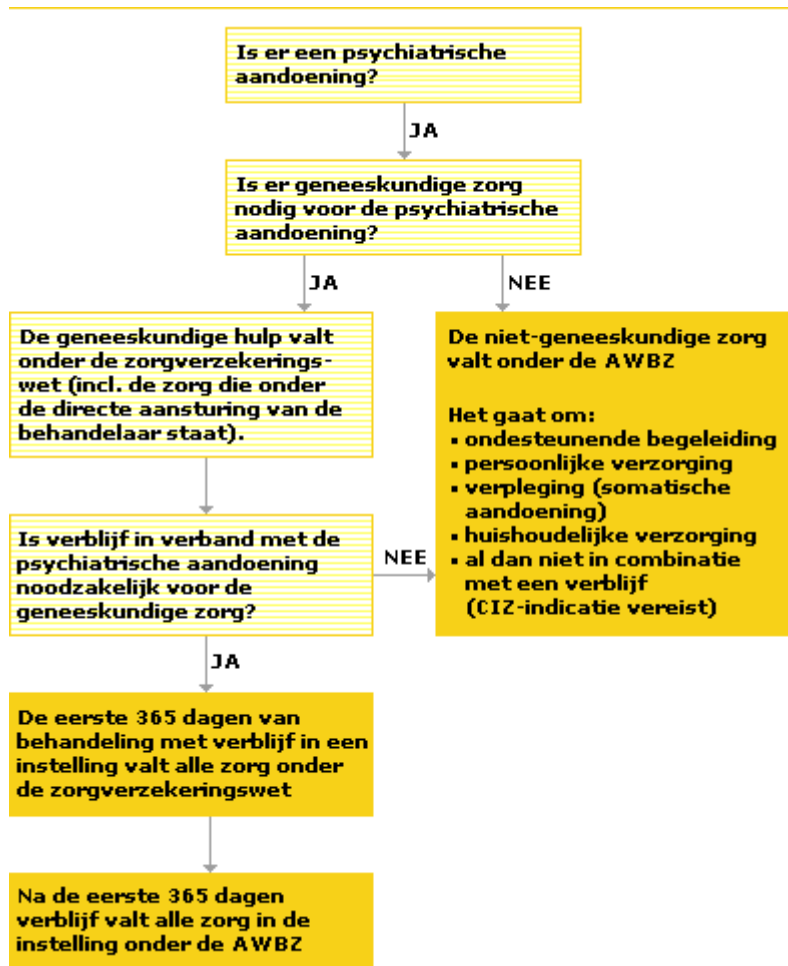 Is er een psychiatrische
aandoening?
JA
Is er geneeskundige zorg
nodig voor de psychiatrische
aandoening?
JA
NEE
De geneeskundige hulp valt
onder de zorgverzekerings-
wet (incl. de zorg die onder
de directe aansturing van de
behandelaar staat).
De niet-geneeskundige zorg
valt onder de AWBZ
Het gaat om:
▪ ondesteunende begeleiding
▪ persoonlijke verzorging
▪ verpleging (somatische
aandoening)
▪ huishoudelijke verzorging
▪ al dan niet in combinatie
met een verblijf
(CIZ-indicatie vereist)
Is verblijf in verband met de
psychiatrische aandoening
noodzakelijk voor de
geneeskundige zorg?
NEE
JA
De eerste 365 dagen van
behandeling met verblijf in een
instelling valt alle zorg onder
de zorgverzekeringswet
Na de eerste 365 dagen
verblijf valt alle zorg in de
instelling onder de AWBZ